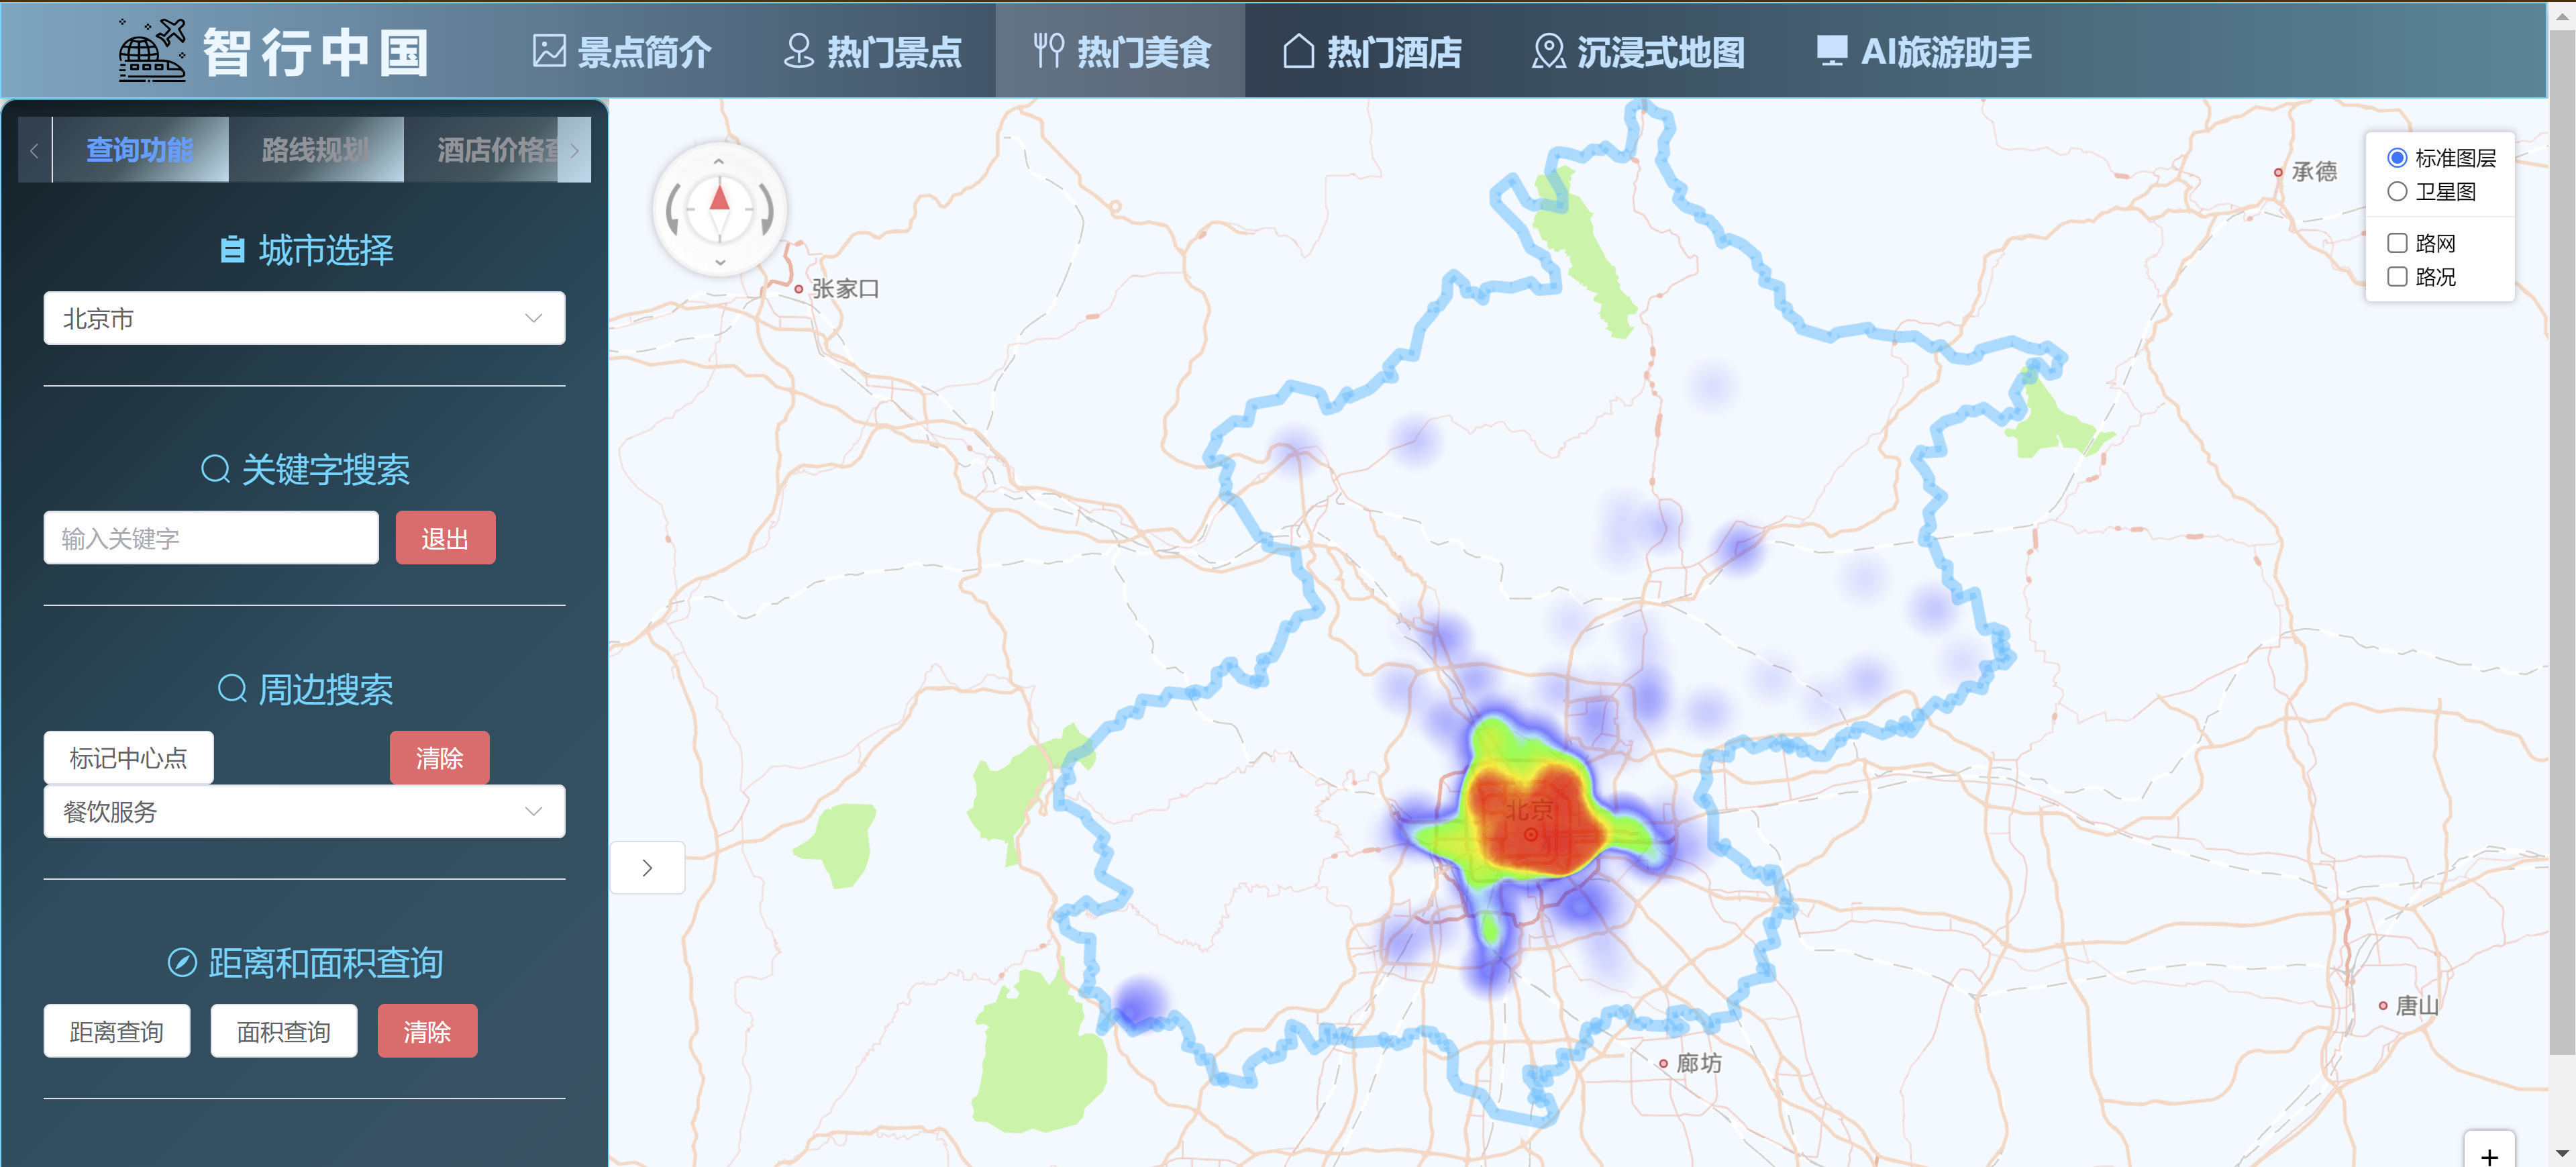 智行中国
景点简介
热门景点
热门美食
热门酒店
沉浸式地图
AI旅游助手
查询功能
路线规划
酒店价格
城市选择
北京市
关键字搜索
输入关键字
退出
周边搜索
标记中心点
清除
餐饮服务
距离和面积查询
距离查询
面积查询
清除
标准图层
卫星图
路网
路况
承德
张家口
北京
唐山
廊坊
+